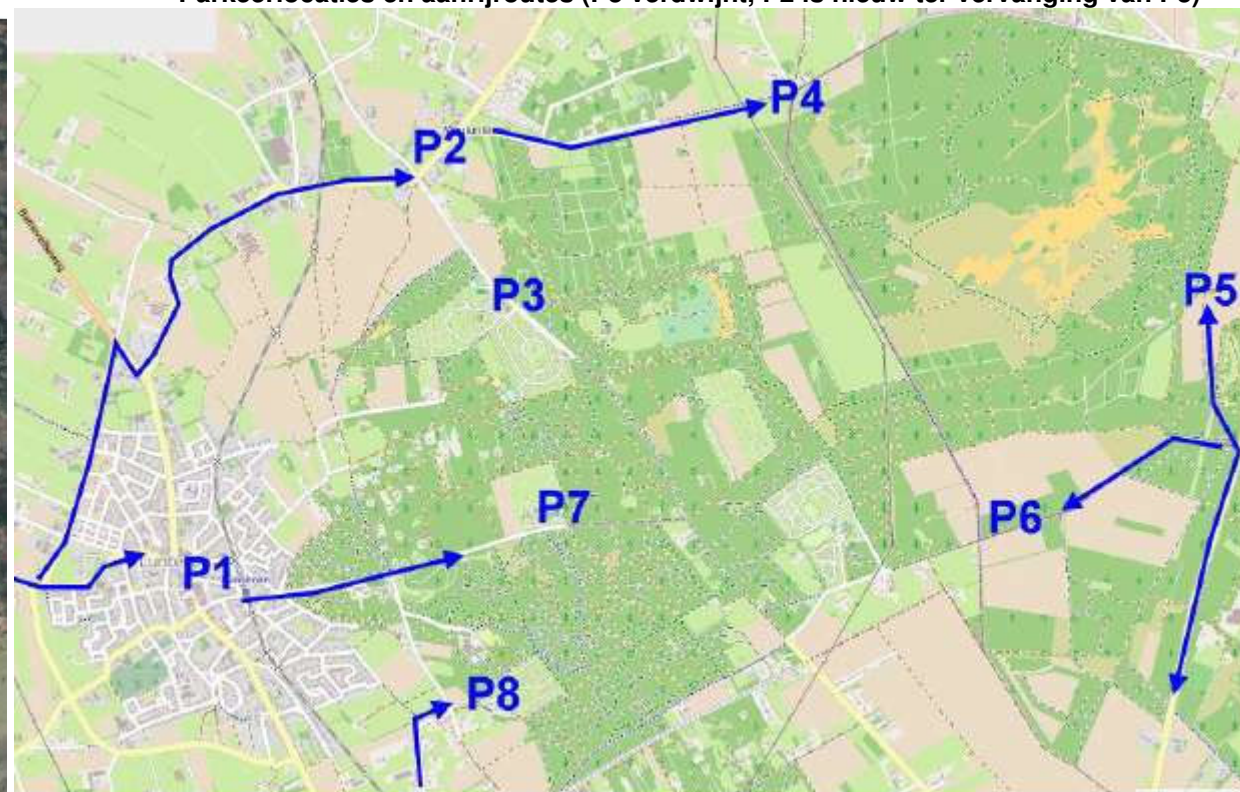 Parkeerlocaties en aanrijroutes (P3 verdwijnt, P2 is nieuw ter vervanging van P3)
P4
P2
P3
P5
P7
P6
P1
P8